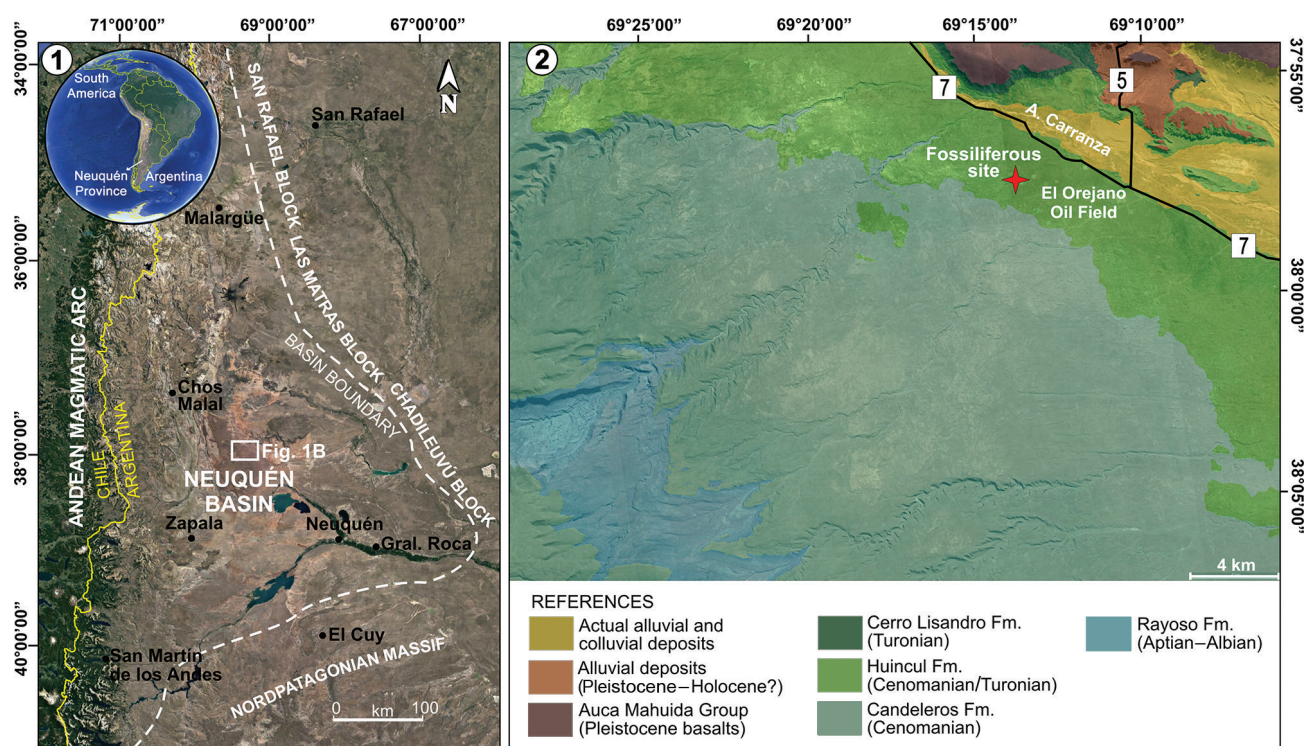 71°00'00''
69°00'00''
67°00'00''
34°00'00''
36°00'00''
38°00'00''
40°00'00''
1
South
America
Neuquén
Province
Argentina
N
SAN RAFAEL BLOCK
LAS MATRAS BLOCK
CHADILEUVÚ BLOCK
BASIN BOUNDARY
San Rafael
Malargüe
ANDEAN MAGMATIC ARC
CHILE
ARGENTINA
Chos
Malal
Fig. 1B
NEUQUÉN
BASIN
Zapala
Neuquén
Gral. Roca
El Cuy
San Martín
de los Andes
NORDPATAGONIAN MASSIF
0 km 100
69°25'00''
69°20'00''
69°15'00''
69°10'00''
37°55'00''
38°00'00''
38°05'00''
2
7
5
A. Carranza
Fossiliferous
site
El Orejano
Oil Field
7
4 km
REFERENCES
Actual alluvial and
colluvial deposits
Alluvial deposits
(Pleistocene–Holocene?)
Auca Mahuida Group
(Pleistocene basalts)
Cerro Lisandro Fm.
(Turonian)
Huincul Fm.
(Cenomanian/Turonian)
Candeleros Fm.
(Cenomanian)
Rayoso Fm.
(Aptian–Albian)